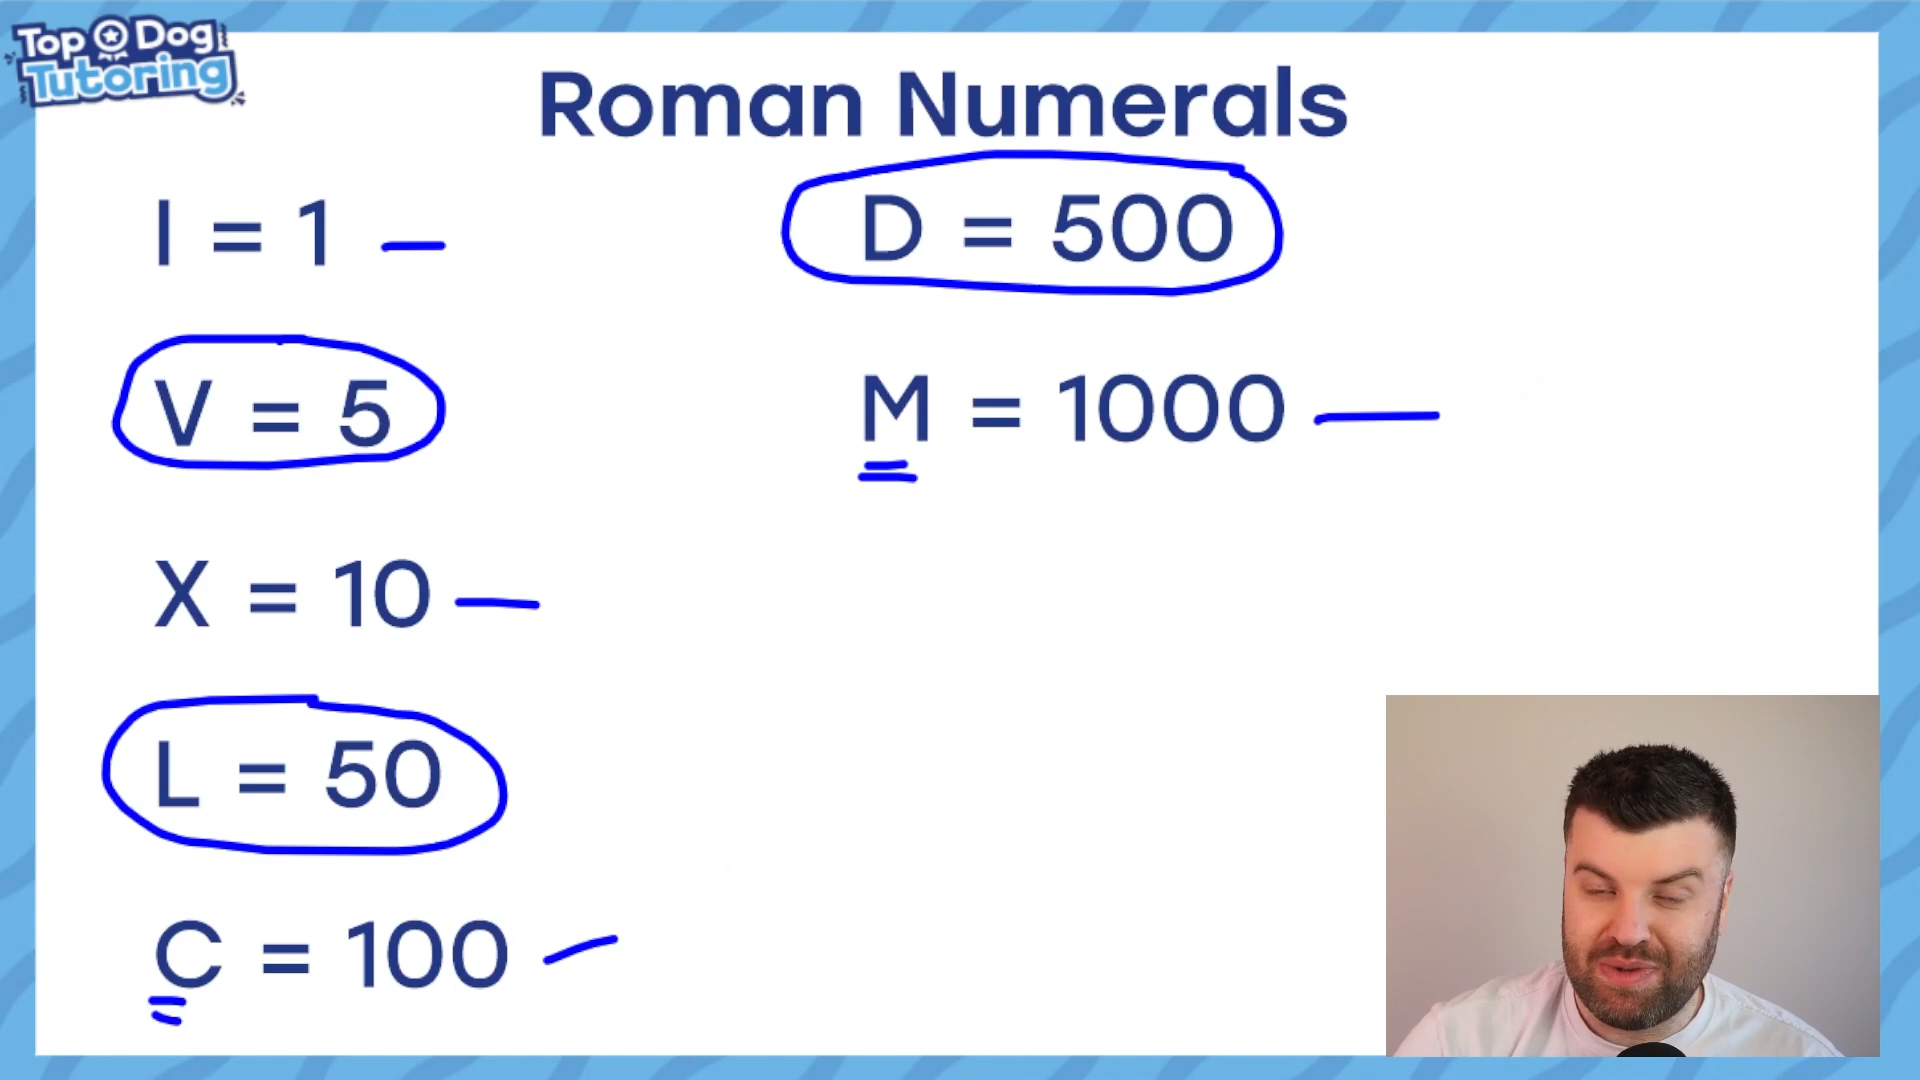 Top Dog
Tutoring
Roman Numerals
I = 1
V = 5
X = 10
L = 50
C = 100
D = 500
M = 1000